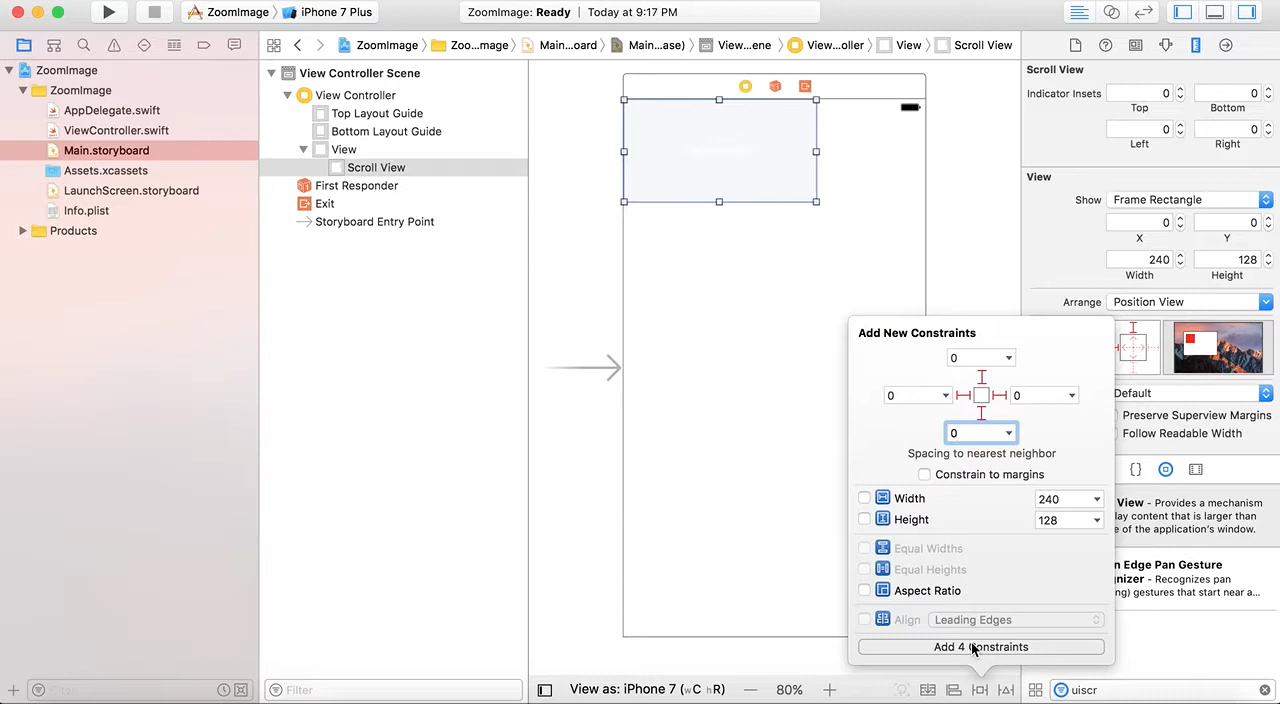 ZoomImage iPhone 7 Plus ZoomImage: Ready | Today at 9:17 PM
ZoomImage Zoo...mage Main...oard) Main...ase) View...ene View...oller View Scroll View
ZoomImage
ZoomImage
AppDelegate.swift
ViewController.swift
Main.storyboard
Assets.xcassets
LaunchScreen.storyboard
Info.plist
Products
View Controller Scene
View Controller
Top Layout Guide
Bottom Layout Guide
View
Scroll View
First Responder
Exit
Storyboard Entry Point
Add New Constraints
0
0 0
0
Spacing to nearest neighbor
Constrain to margins
Width 240
Height 128
Equal Widths
Equal Heights
Aspect Ratio
Align Leading Edges
Add 4 Constraints
Scroll View
Indicator Insets 0 0
Top Bottom
0 0
Left Right
View
Show Frame Rectangle
0 0
X Y
240 128
Width Height
Arrange Position View
Default
Preserve Superview Margins
Follow Readable Width
{}
View - Provides a mechanism
lay content that is larger than
e of the application's window.
n Edge Pan Gesture
gnizer - Recognizes pan
ing) gestures that start near a...
Filter
View as: iPhone 7 (wC hR) — 80% +
uiscr